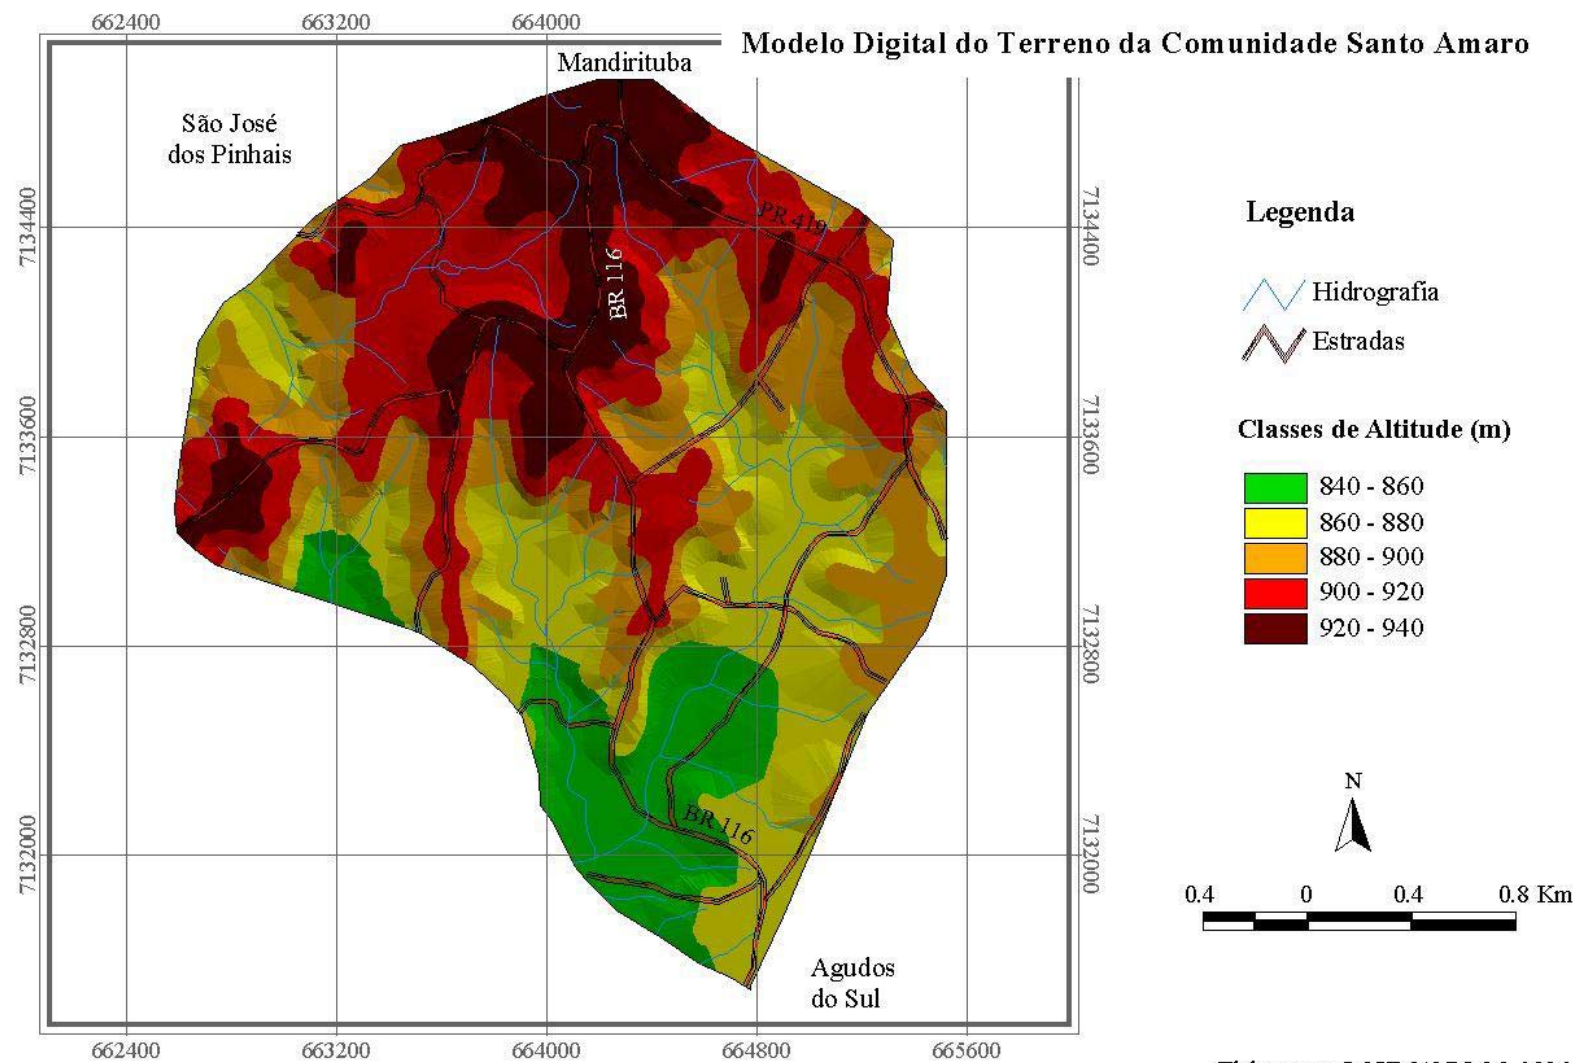 662400 663200 664000
Modelo Digital do Terreno da Comunidade Santo Amaro
Mandirituba
São José
dos Pinhais
7134400
7134400
PR 419
BR 116
Legenda
Hidrografia
Estradas
7133600
7133600
Classes de Altitude (m)
840 - 860
860 - 880
880 - 900
900 - 920
920 - 940
7132800
7132800
N
BR 116
7132000
7132000
0.4 0 0.4 0.8 Km
Agudos
do Sul
662400 663200 664000 664800 665600